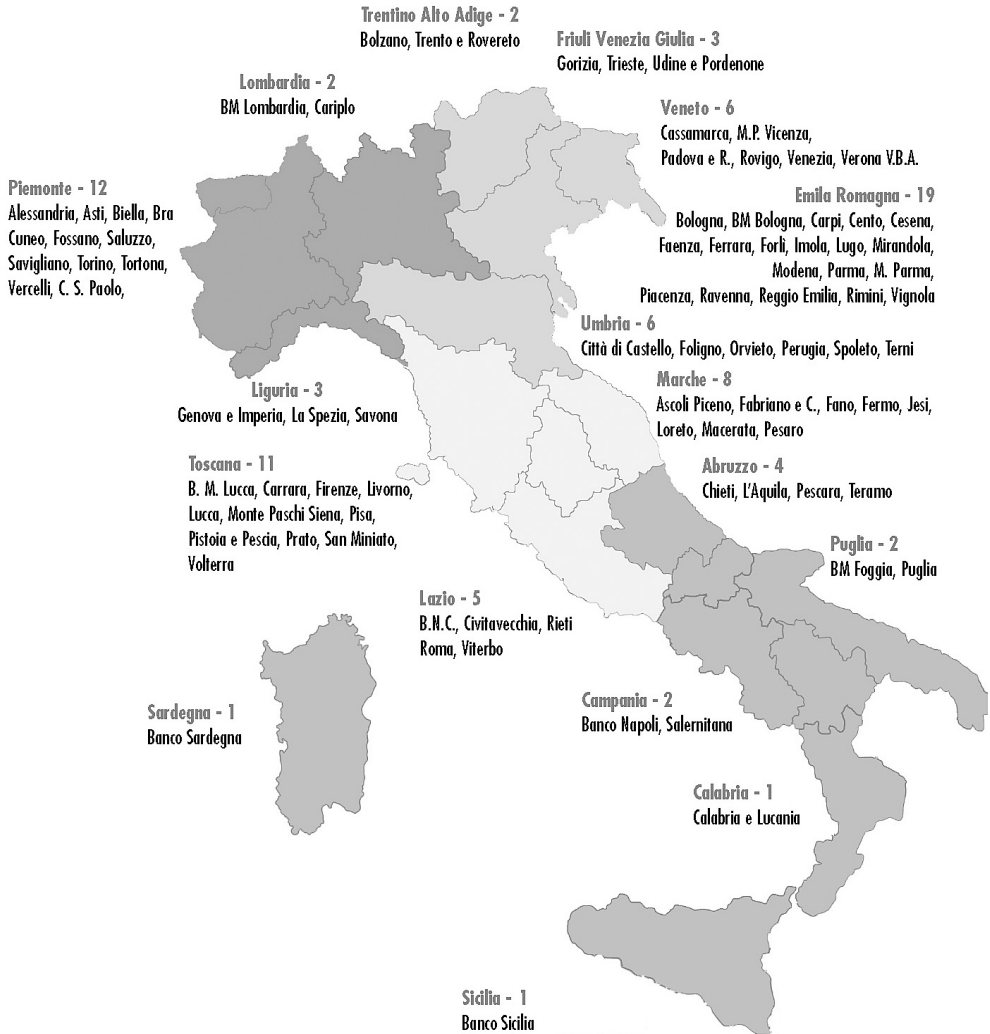 Trentino Alto Adige - 2
Bolzano, Trento e Rovereto
Friuli Venezia Giulia - 3
Gorizia, Trieste, Udine e Pordenone
Lombardia - 2
BM Lombardia, Cariplo
Veneto - 6
Cassamarca, M.P. Vicenza,
Padova e R., Rovigo, Venezia, Verona V.B.A.
Piemonte - 12
Alessandria, Asti, Biella, Bra
Cuneo, Fossano, Saluzzo,
Savigliano, Torino, Tortona,
Vercelli, C. S. Paolo,
Emila Romagna - 19
Bologna, BM Bologna, Carpi, Cento, Cesena,
Faenza, Ferrara, Forlì, Imola, Lugo, Mirandola,
Modena, Parma, M. Parma,
Piacenza, Ravenna, Reggio Emilia, Rimini, Vignola
Umbria - 6
Città di Castello, Foligno, Orvieto, Perugia, Spoleto, Terni
Marche - 8
Ascoli Piceno, Fabriano e C., Fano, Fermo, Jesi,
Loreto, Macerata, Pesaro
Liguria - 3
Genova e Imperia, La Spezia, Savona
Toscana - 11
B. M. Lucca, Carrara, Firenze, Livorno,
Lucca, Monte Paschi Siena, Pisa,
Pistoia e Pescia, Prato, San Miniato,
Volterra
Abruzzo - 4
Chieti, L'Aquila, Pescara, Teramo
Puglia - 2
BM Foggia, Puglia
Lazio - 5
B.N.C., Civitavecchia, Rieti
Roma, Viterbo
Sardegna - 1
Banco Sardegna
Campania - 2
Banco Napoli, Salernitana
Calabria - 1
Calabria e Lucania
Sicilia - 1
Banco Sicilia